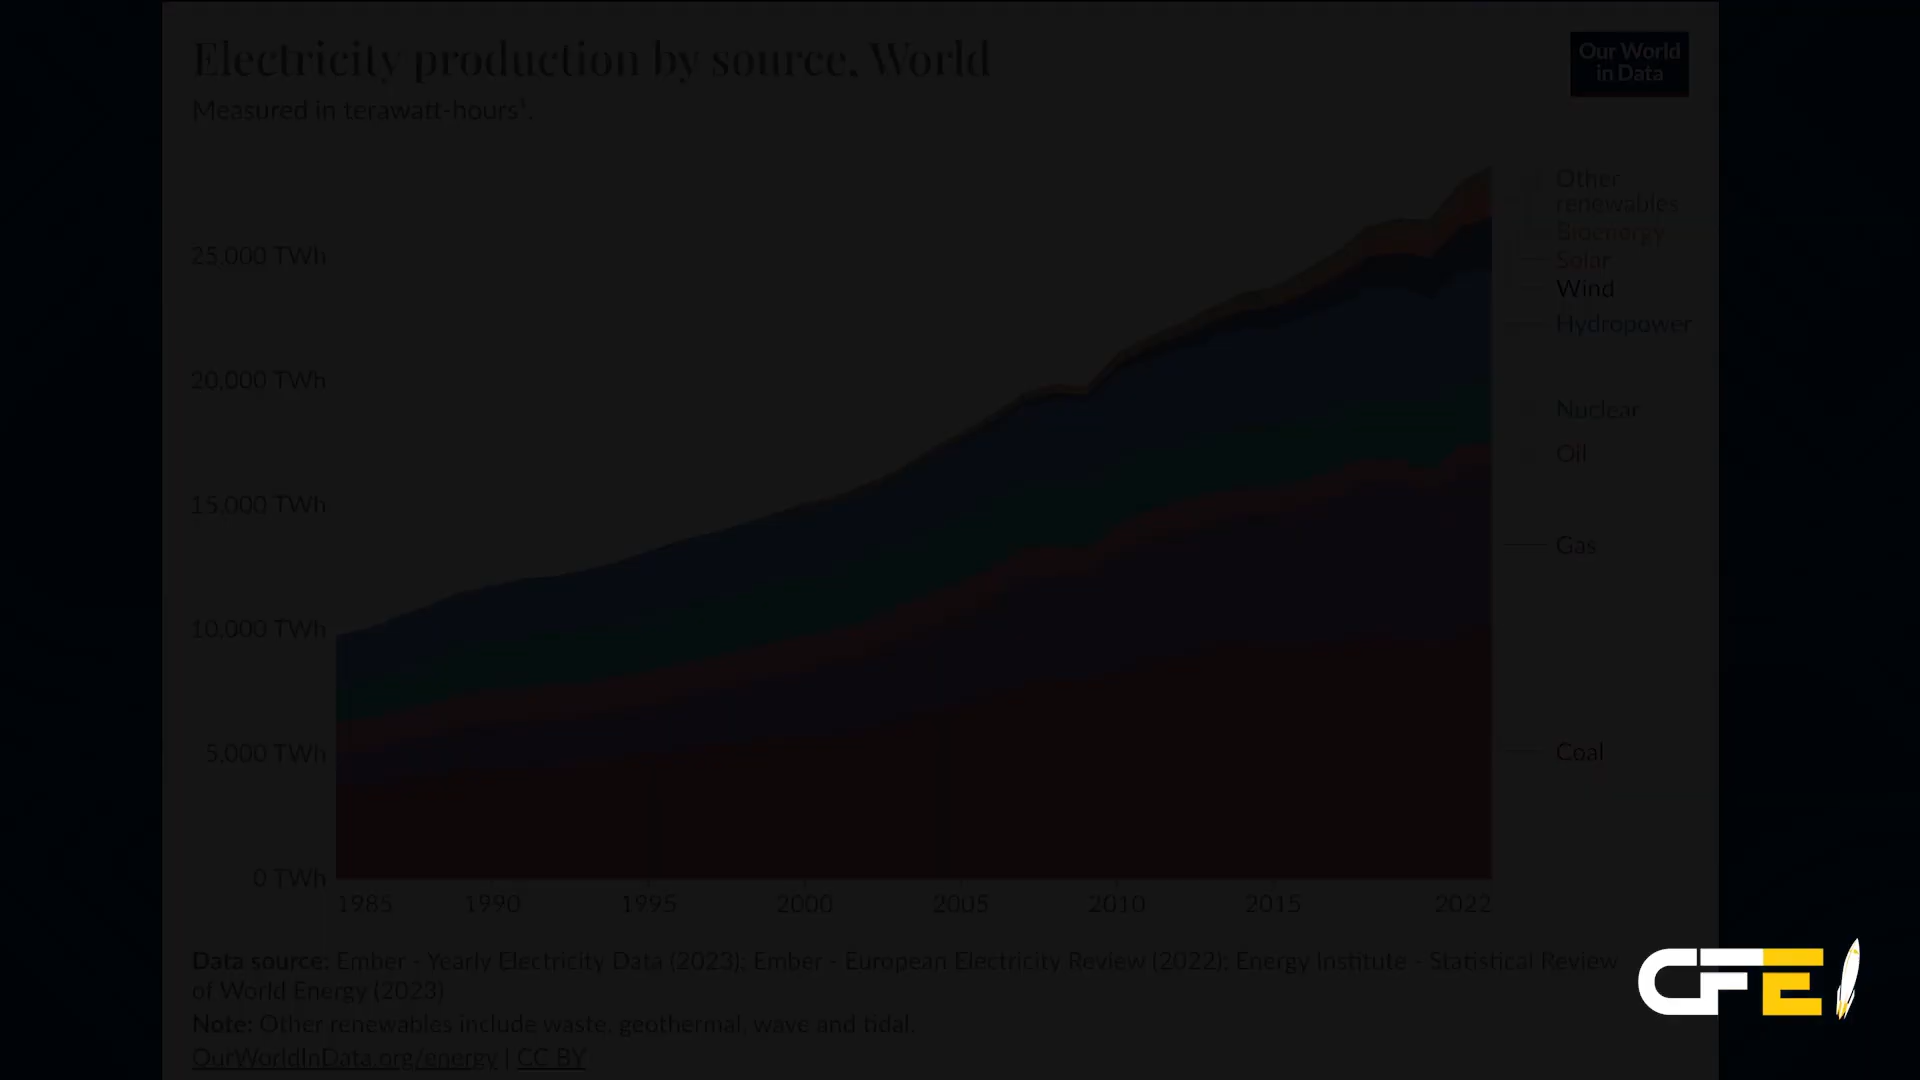 Electricity production by source, World
Measured in terawatt-hours¹.
Our World
in Data
Other
renewables
Bioenergy
Solar
Wind
Hydropower
Nuclear
Oil
Gas
Coal
25,000 TWh
20,000 TWh
15,000 TWh
10,000 TWh
5,000 TWh
0 TWh
1985 1990 1995 2000 2005 2010 2015 2022
Data source: Ember - Yearly Electricity Data (2023); Ember - European Electricity Review (2022); Energy Institute - Statistical Review
of World Energy (2023)
Note: Other renewables include waste, geothermal, wave and tidal.
OurWorldInData.org/energy | CC BY
CFE